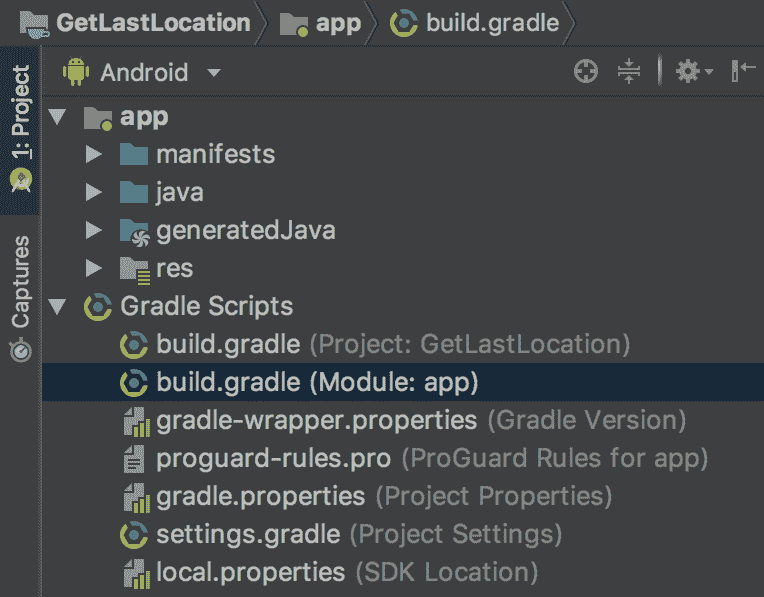 GetLastLocation app build.gradle
1: Project
Captures
Android
app
manifests
java
generatedJava
res
Gradle Scripts
build.gradle (Project: GetLastLocation)
build.gradle (Module: app)
gradle-wrapper.properties (Gradle Version)
proguard-rules.pro (ProGuard Rules for app)
gradle.properties (Project Properties)
settings.gradle (Project Settings)
local.properties (SDK Location)